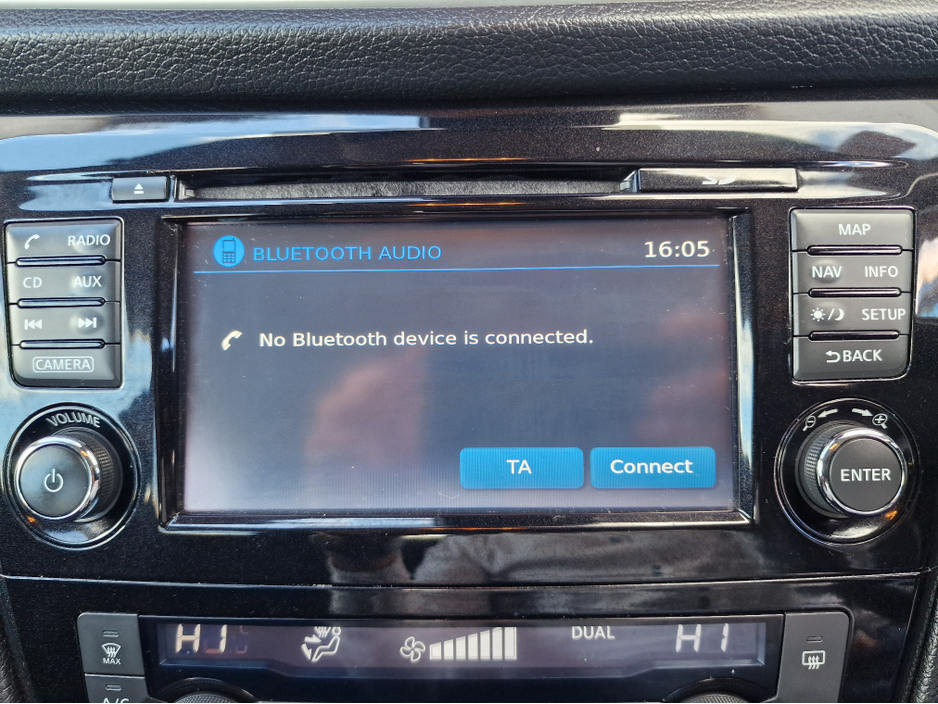 RADIO
CD AUX
CAMERA
VOLUME
BLUETOOTH AUDIO
16:05
No Bluetooth device is connected.
TA
Connect
MAP
NAV INFO
SETUP
BACK
ENTER
MAX
A/C
HI
DUAL
HI